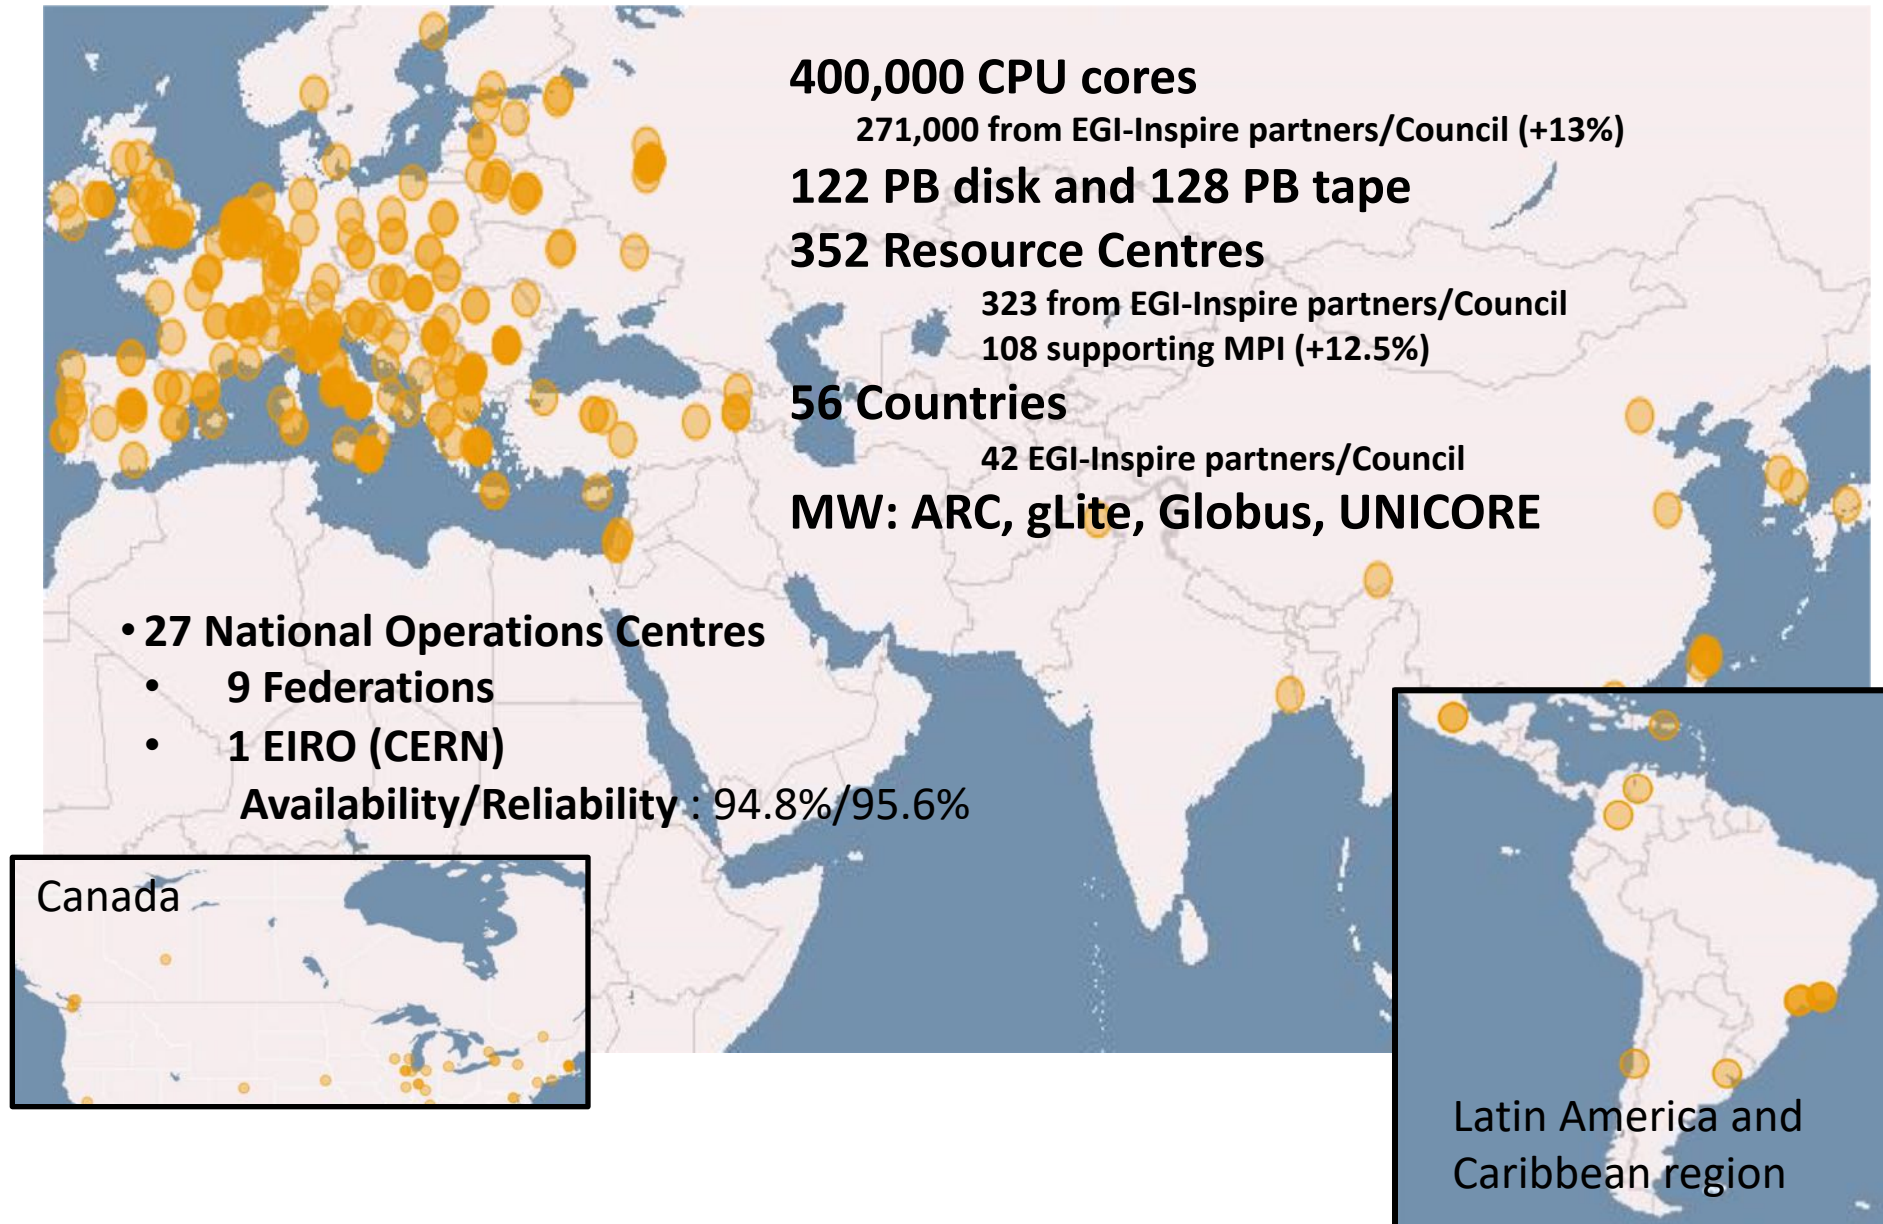 400,000 CPU cores
271,000 from EGI-Inspire partners/Council (+13%)
122 PB disk and 128 PB tape
352 Resource Centres
323 from EGI-Inspire partners/Council
108 supporting MPI (+12.5%)
56 Countries
42 EGI-Inspire partners/Council
MW: ARC, gLite, Globus, UNICORE
• 27 National Operations Centres
• 9 Federations
• 1 EIRO (CERN)
Availability/Reliability : 94.8%/95.6%
Canada
Latin America and
Caribbean region